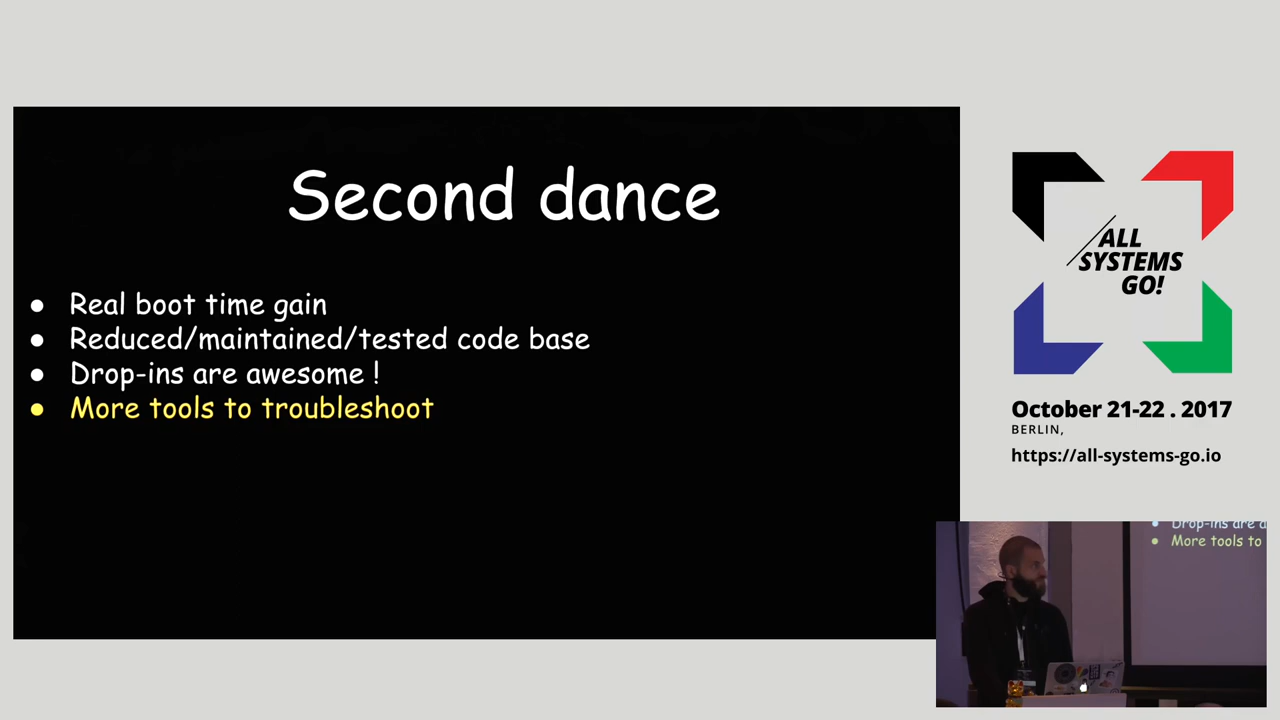 Second dance
● Real boot time gain
● Reduced/maintained/tested code base
● Drop-ins are awesome !
● More tools to troubleshoot
/ALL
SYSTEMS
GO!
October 21-22 . 2017
BERLIN,
https://all-systems-go.io
● Drop-ins are a
● More tools to